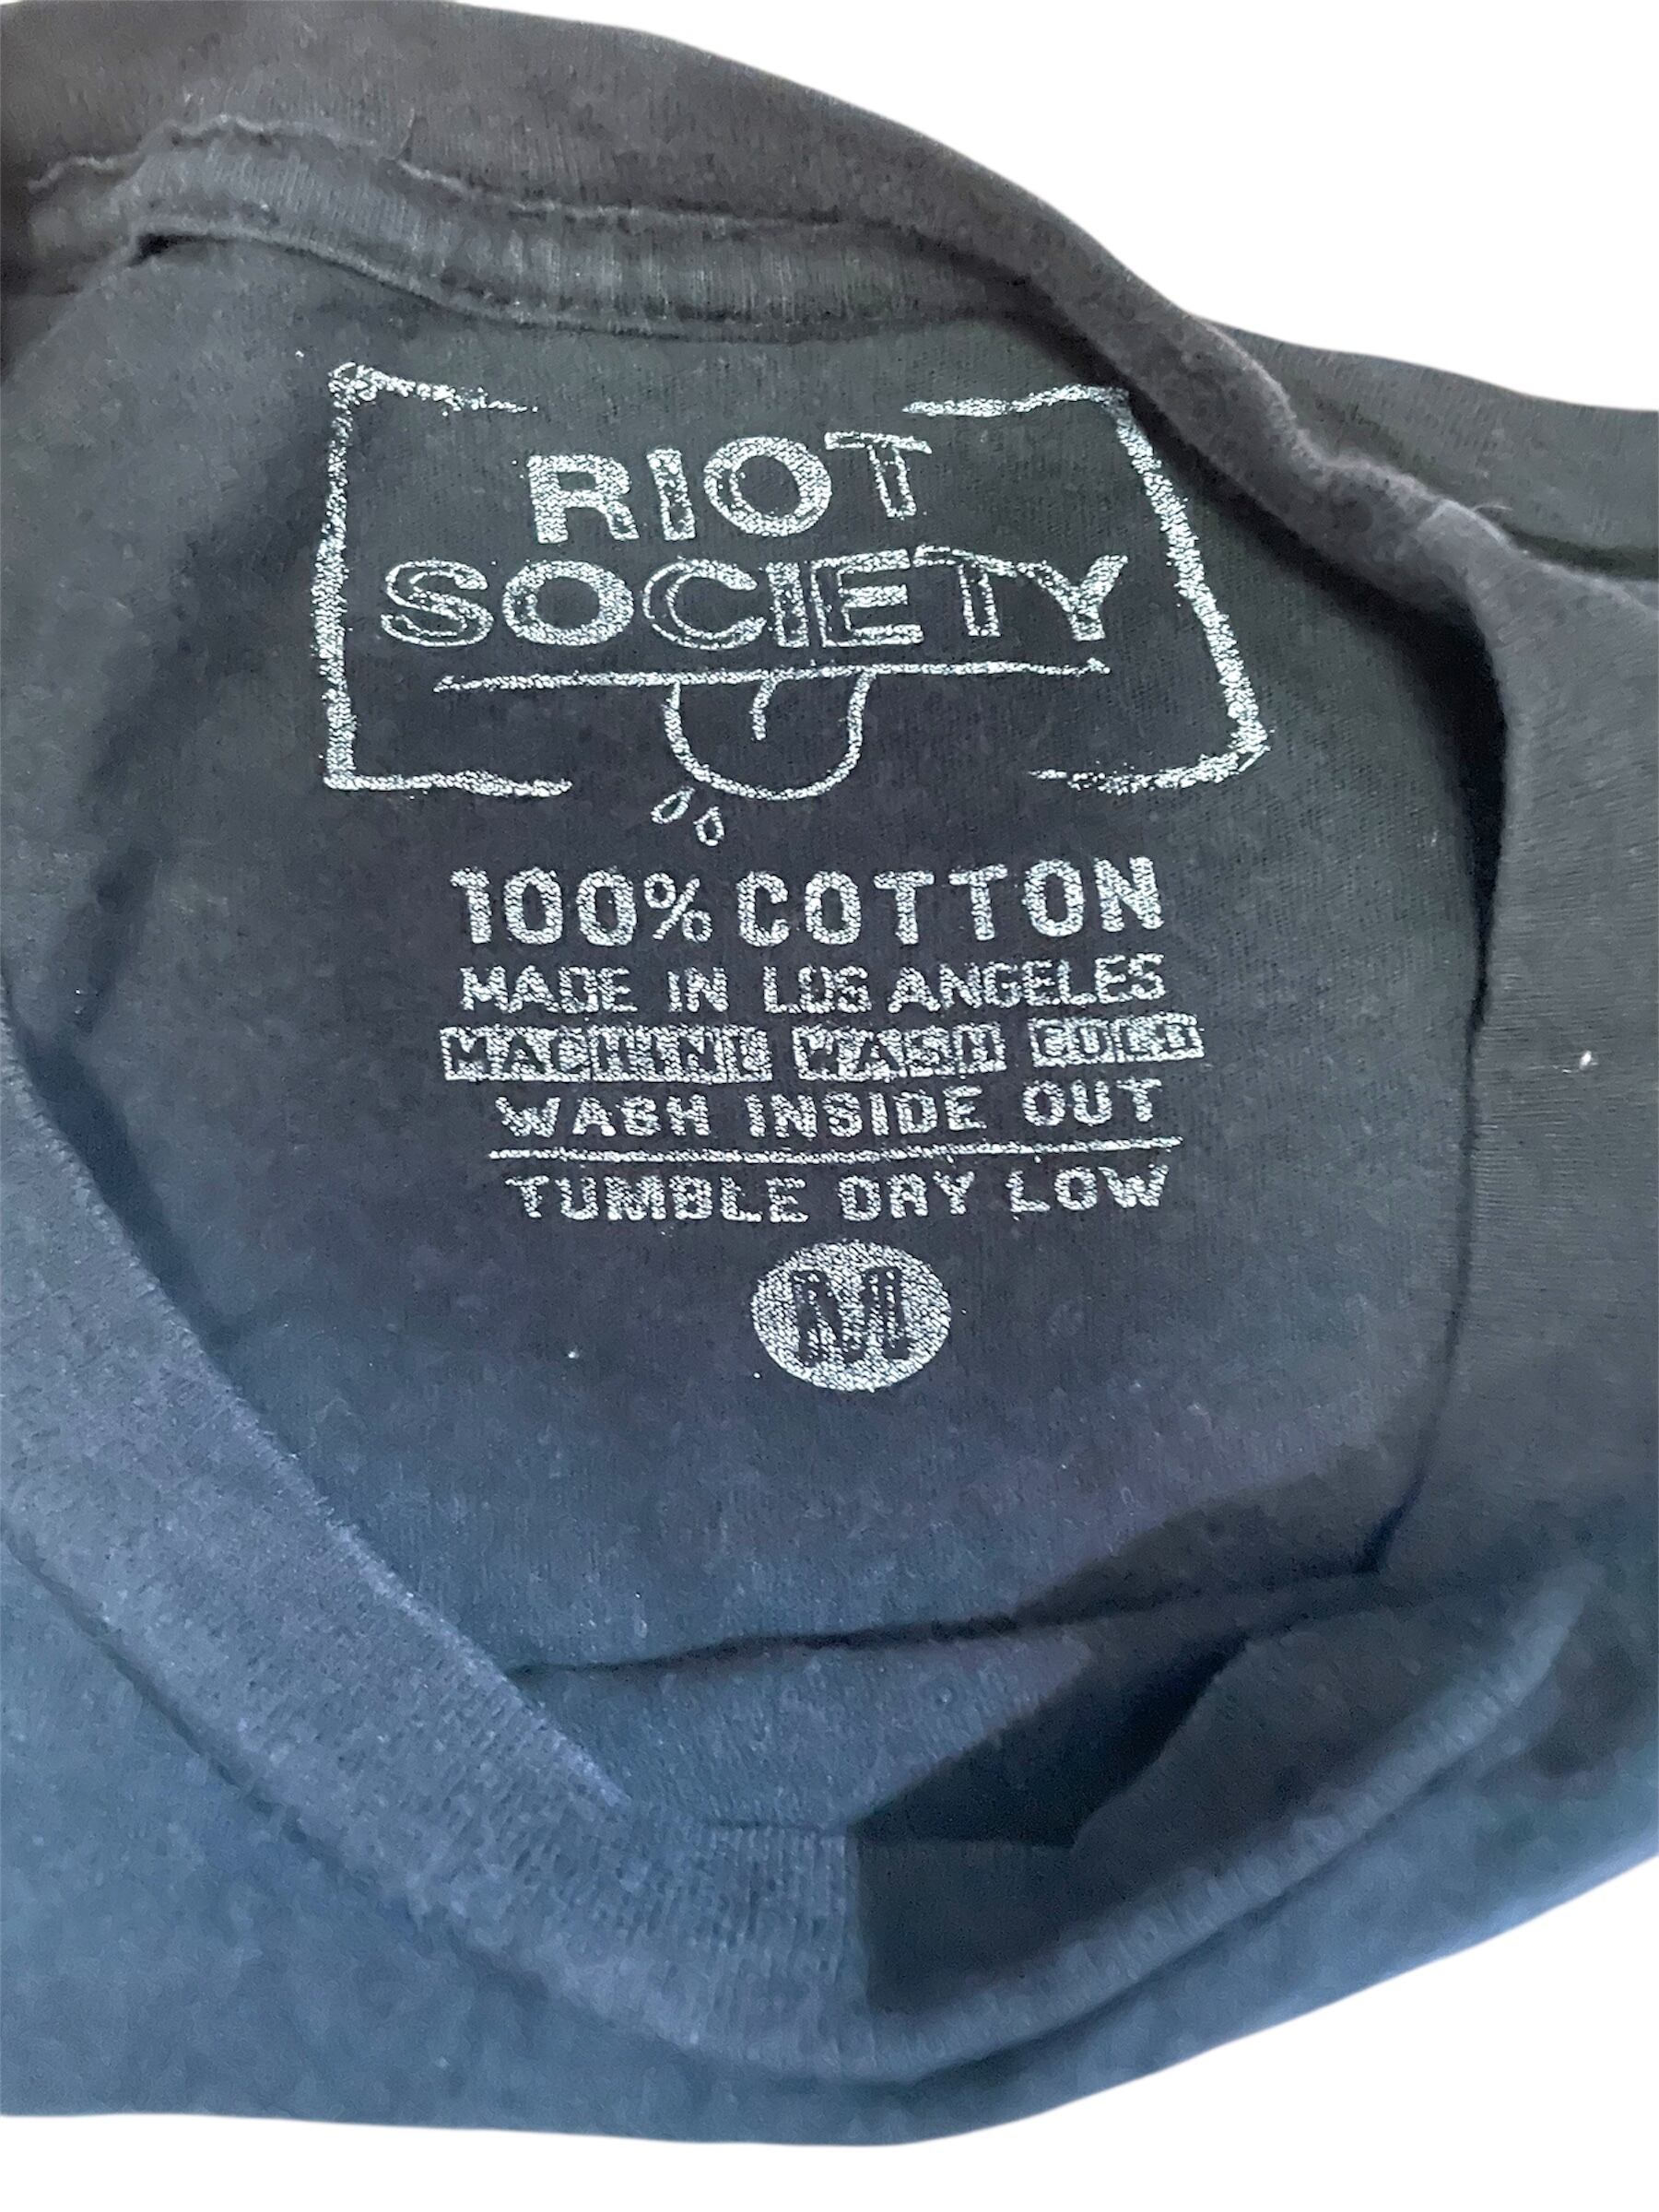 RIOT
SOCIETY
100% COTTON
MADE IN LOS ANGELES
MACHINE WASH COLD
WASH INSIDE OUT
TUMBLE DRY LOW
M